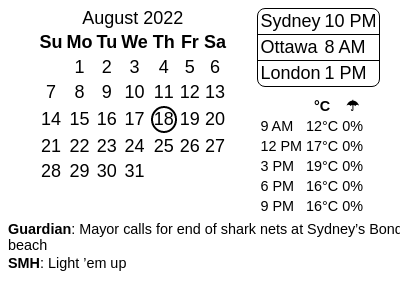 August 2022
Su Mo Tu We Th Fr Sa
1 2 3 4 5 6
7 8 9 10 11 12 13
14 15 16 17 18 19 20
21 22 23 24 25 26 27
28 29 30 31
Sydney 10 PM
Ottawa 8 AM
London 1 PM
°C ☂
9 AM 12°C 0%
12 PM 17°C 0%
3 PM 19°C 0%
6 PM 16°C 0%
9 PM 16°C 0%
Guardian: Mayor calls for end of shark nets at Sydney’s Bond
beach
SMH: Light ’em up